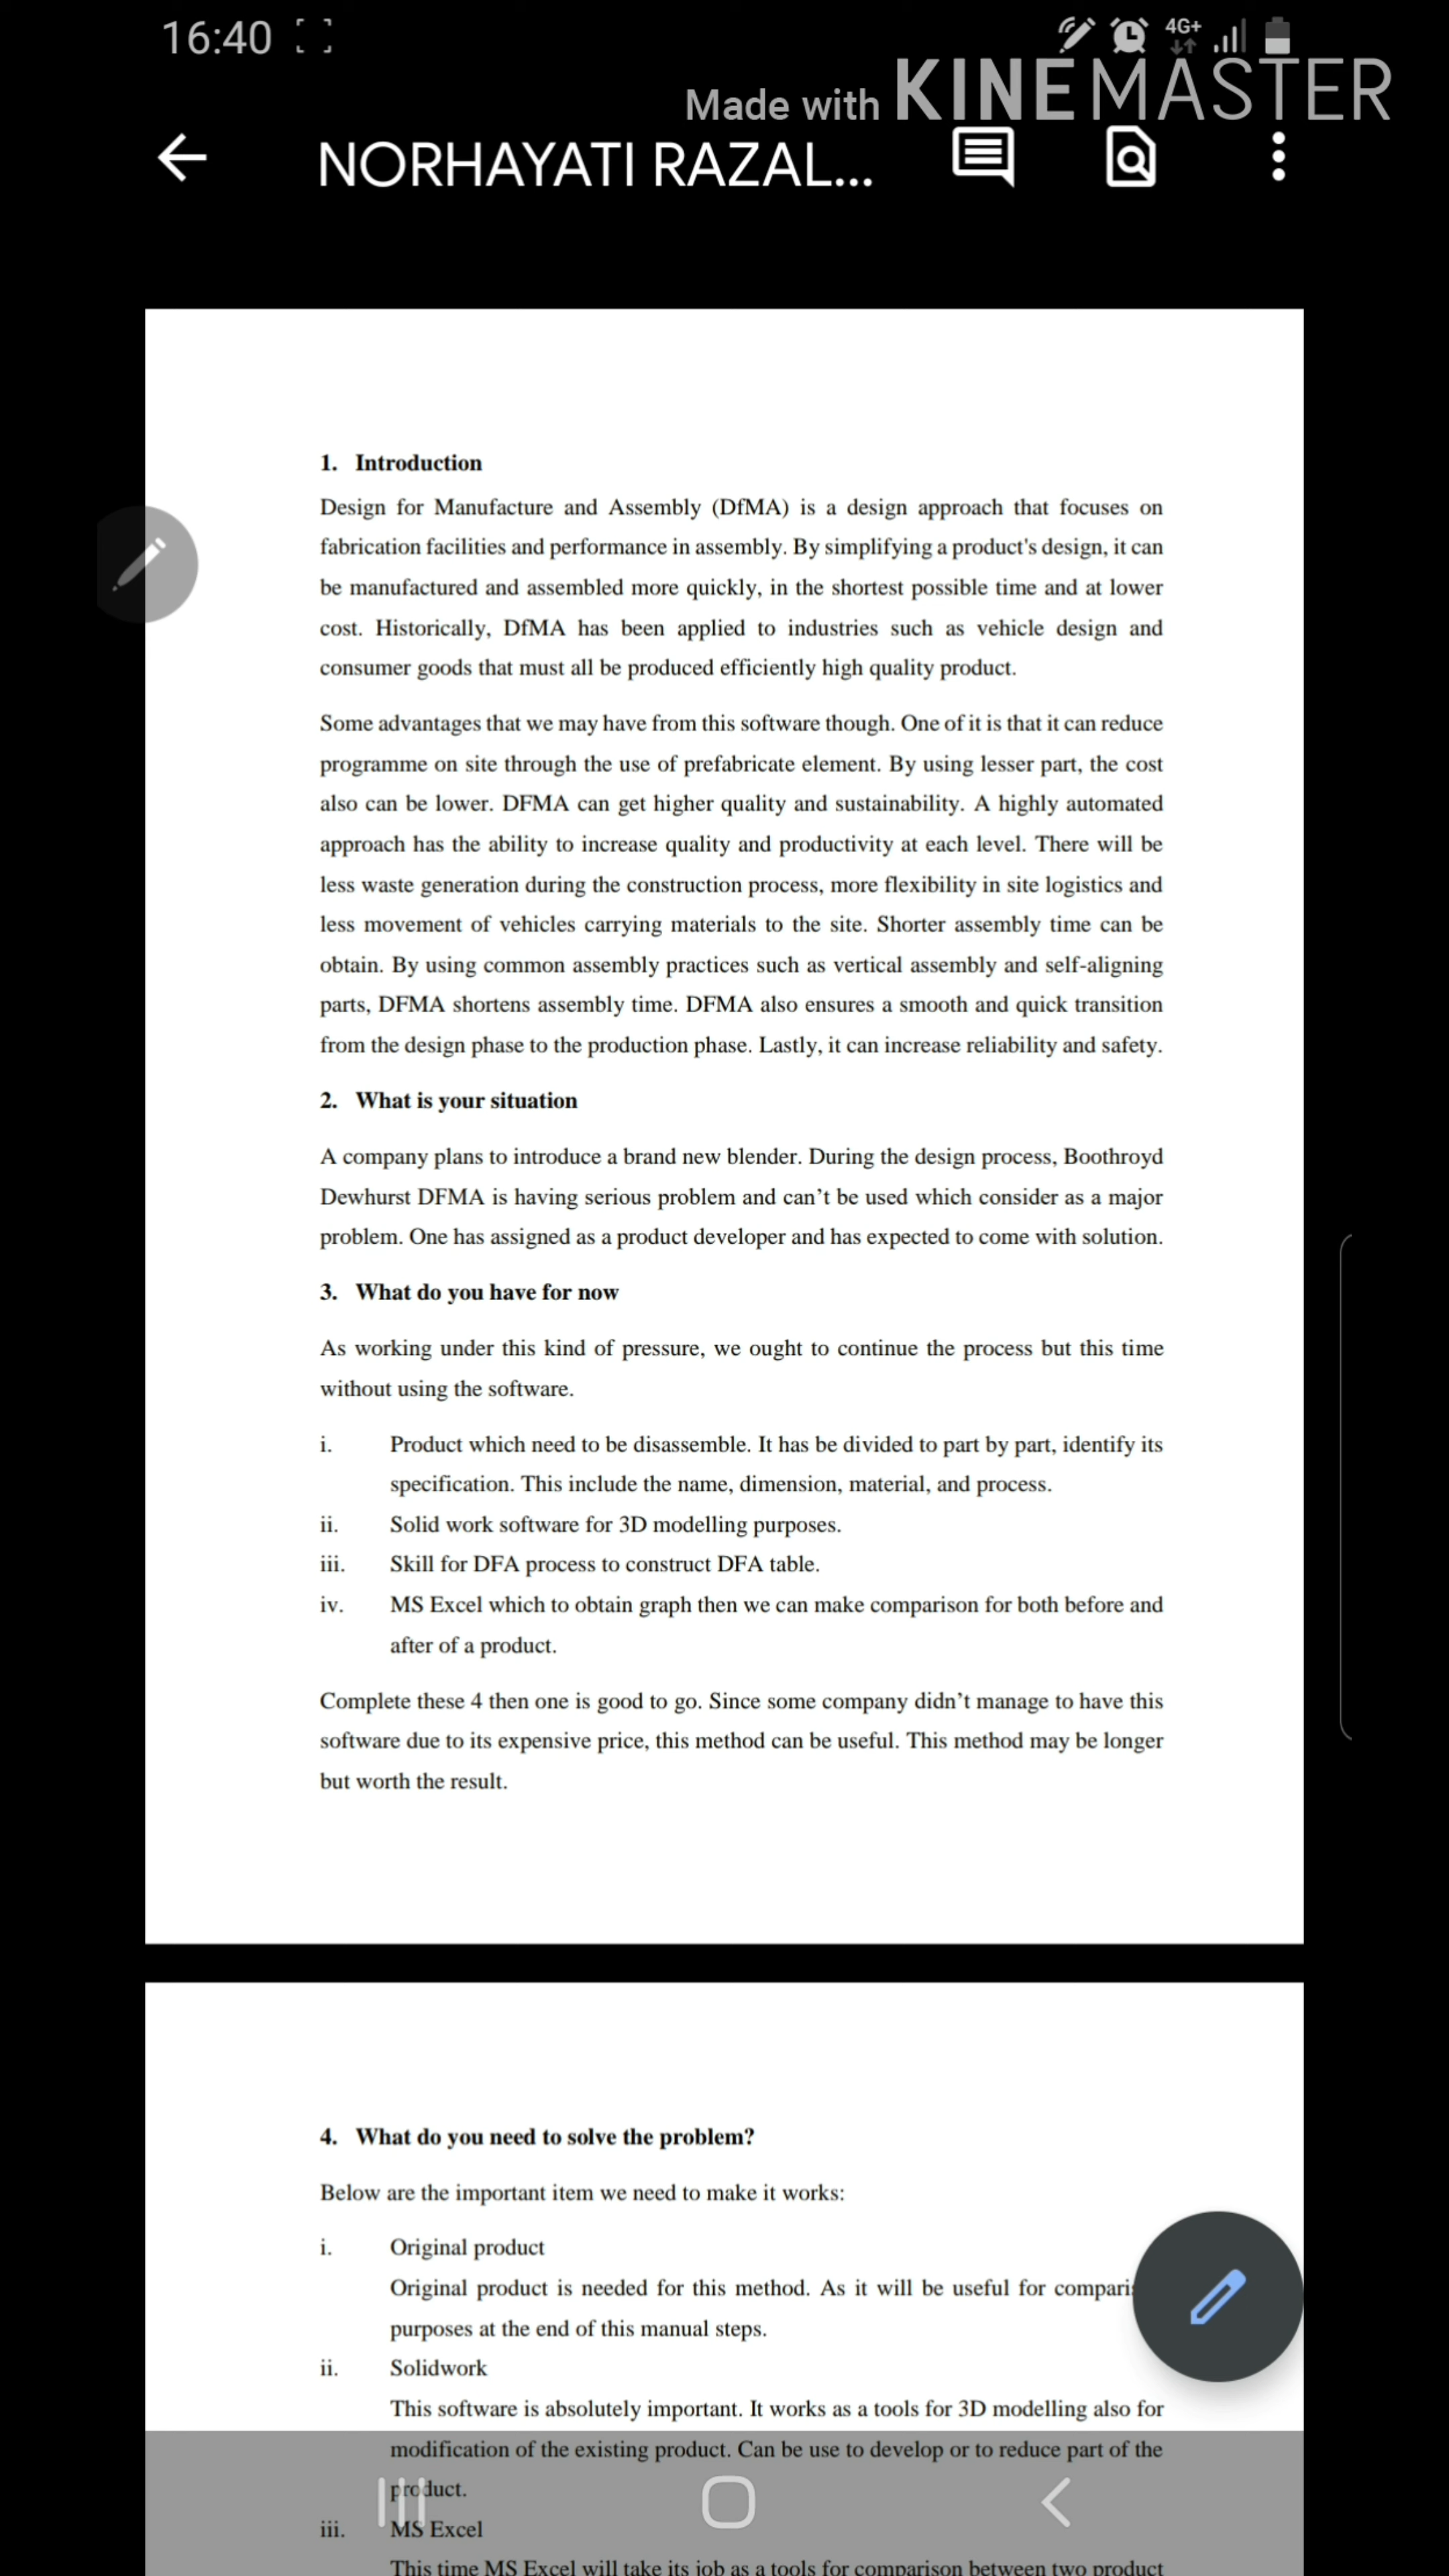 16:40
4G+
Made with KINEMASTER
NORHAYATI RAZAL...
1. Introduction
Design for Manufacture and Assembly (DfMA) is a design approach that focuses on
fabrication facilities and performance in assembly. By simplifying a product's design, it can
be manufactured and assembled more quickly, in the shortest possible time and at lower
cost. Historically, DfMA has been applied to industries such as vehicle design and
consumer goods that must all be produced efficiently high quality product.
Some advantages that we may have from this software though. One of it is that it can reduce
programme on site through the use of prefabricate element. By using lesser part, the cost
also can be lower. DFMA can get higher quality and sustainability. A highly automated
approach has the ability to increase quality and productivity at each level. There will be
less waste generation during the construction process, more flexibility in site logistics and
less movement of vehicles carrying materials to the site. Shorter assembly time can be
obtain. By using common assembly practices such as vertical assembly and self-aligning
parts, DFMA shortens assembly time. DFMA also ensures a smooth and quick transition
from the design phase to the production phase. Lastly, it can increase reliability and safety.
2. What is your situation
A company plans to introduce a brand new blender. During the design process, Boothroyd
Dewhurst DFMA is having serious problem and can’t be used which consider as a major
problem. One has assigned as a product developer and has expected to come with solution.
3. What do you have for now
As working under this kind of pressure, we ought to continue the process but this time
without using the software.
i. Product which need to be disassemble. It has be divided to part by part, identify its
specification. This include the name, dimension, material, and process.
ii. Solid work software for 3D modelling purposes.
iii. Skill for DFA process to construct DFA table.
iv. MS Excel which to obtain graph then we can make comparison for both before and
after of a product.
Complete these 4 then one is good to go. Since some company didn’t manage to have this
software due to its expensive price, this method can be useful. This method may be longer
but worth the result.
4. What do you need to solve the problem?
Below are the important item we need to make it works:
i. Original product
Original product is needed for this method. As it will be useful for compari
purposes at the end of this manual steps.
ii. Solidwork
This software is absolutely important. It works as a tools for 3D modelling also for
modification of the existing product. Can be use to develop or to reduce part of the
product.
iii. MS Excel
This time MS Excel will take its job as a tools for comparison between two product